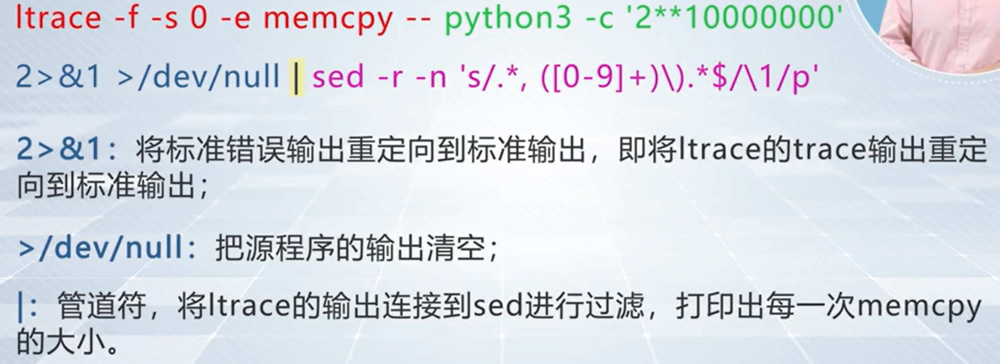 ltrace -f -s 0 -e memcpy -- python3 -c '2**10000000'
2>&1 >/dev/null | sed -r -n 's/.*, ([0-9]+)\).*$/\1/p'
2>&1：将标准错误输出重定向到标准输出，即将ltrace的trace输出重定
向到标准输出；
>/dev/null：把源程序的输出清空；
|：管道符，将ltrace的输出连接到sed进行过滤，打印出每一次memcpy
的大小。